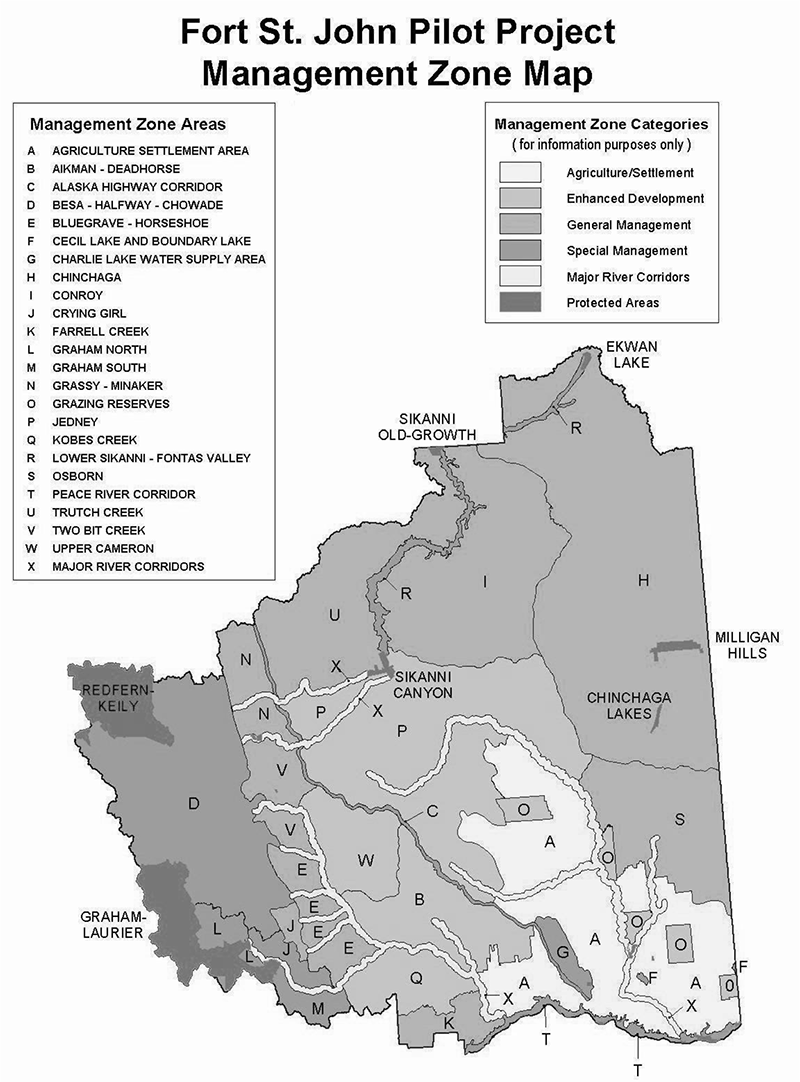 Fort St. John Pilot Project
Management Zone Map
Management Zone Areas
A AGRICULTURE SETTLEMENT AREA
B AIKMAN - DEADHORSE
C ALASKA HIGHWAY CORRIDOR
D BESA - HALFWAY - CHOWADE
E BLUEGRAVE - HORSESHOE
F CECIL LAKE AND BOUNDARY LAKE
G CHARLIE LAKE WATER SUPPLY AREA
H CHINCHAGA
I CONROY
J CRYING GIRL
K FARRELL CREEK
L GRAHAM NORTH
M GRAHAM SOUTH
N GRASSY - MINAKER
O GRAZING RESERVES
P JEDNEY
Q KOBES CREEK
R LOWER SIKANNI - FONTAS VALLEY
S OSBORN
T PEACE RIVER CORRIDOR
U TRUTCH CREEK
V TWO BIT CREEK
W UPPER CAMERON
X MAJOR RIVER CORRIDORS
Management Zone Categories
( for information purposes only )
Agriculture/Settlement
Enhanced Development
General Management
Special Management
Major River Corridors
Protected Areas
EKWAN
LAKE
SIKANNI
OLD-GROWTH
R
R
I
H
U
MILLIGAN
HILLS
N
X
SIKANNI
CANYON
REDFERN-
KEILY
CHINCHAGA
LAKES
N
P
X
P
V
D
C
O
A
S
V
W
O
E
B
E
GRAHAM-
LAURIER
L
J
E
O
A
O
L
J
E
G
F
F
Q
A
A
O
M
X
X
K
T
T